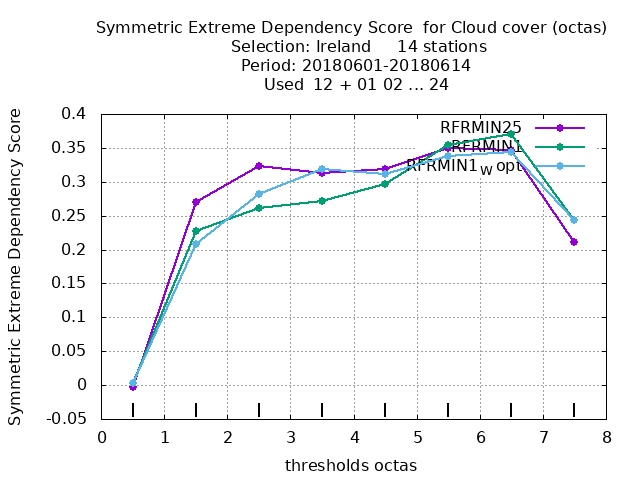 Symmetric Extreme Dependency Score for Cloud cover (octas)
Selection: Ireland 14 stations
Period: 20180601-20180614
Used 12 + 01 02 ... 24
Symmetric Extreme Dependency Score
0.4
0.35
0.3
0.25
0.2
0.15
0.1
0.05
0
-0.05
RFRMIN25
RFRMIN1
RFRMIN1w opt
0 1 2 3 4 5 6 7 8
thresholds octas